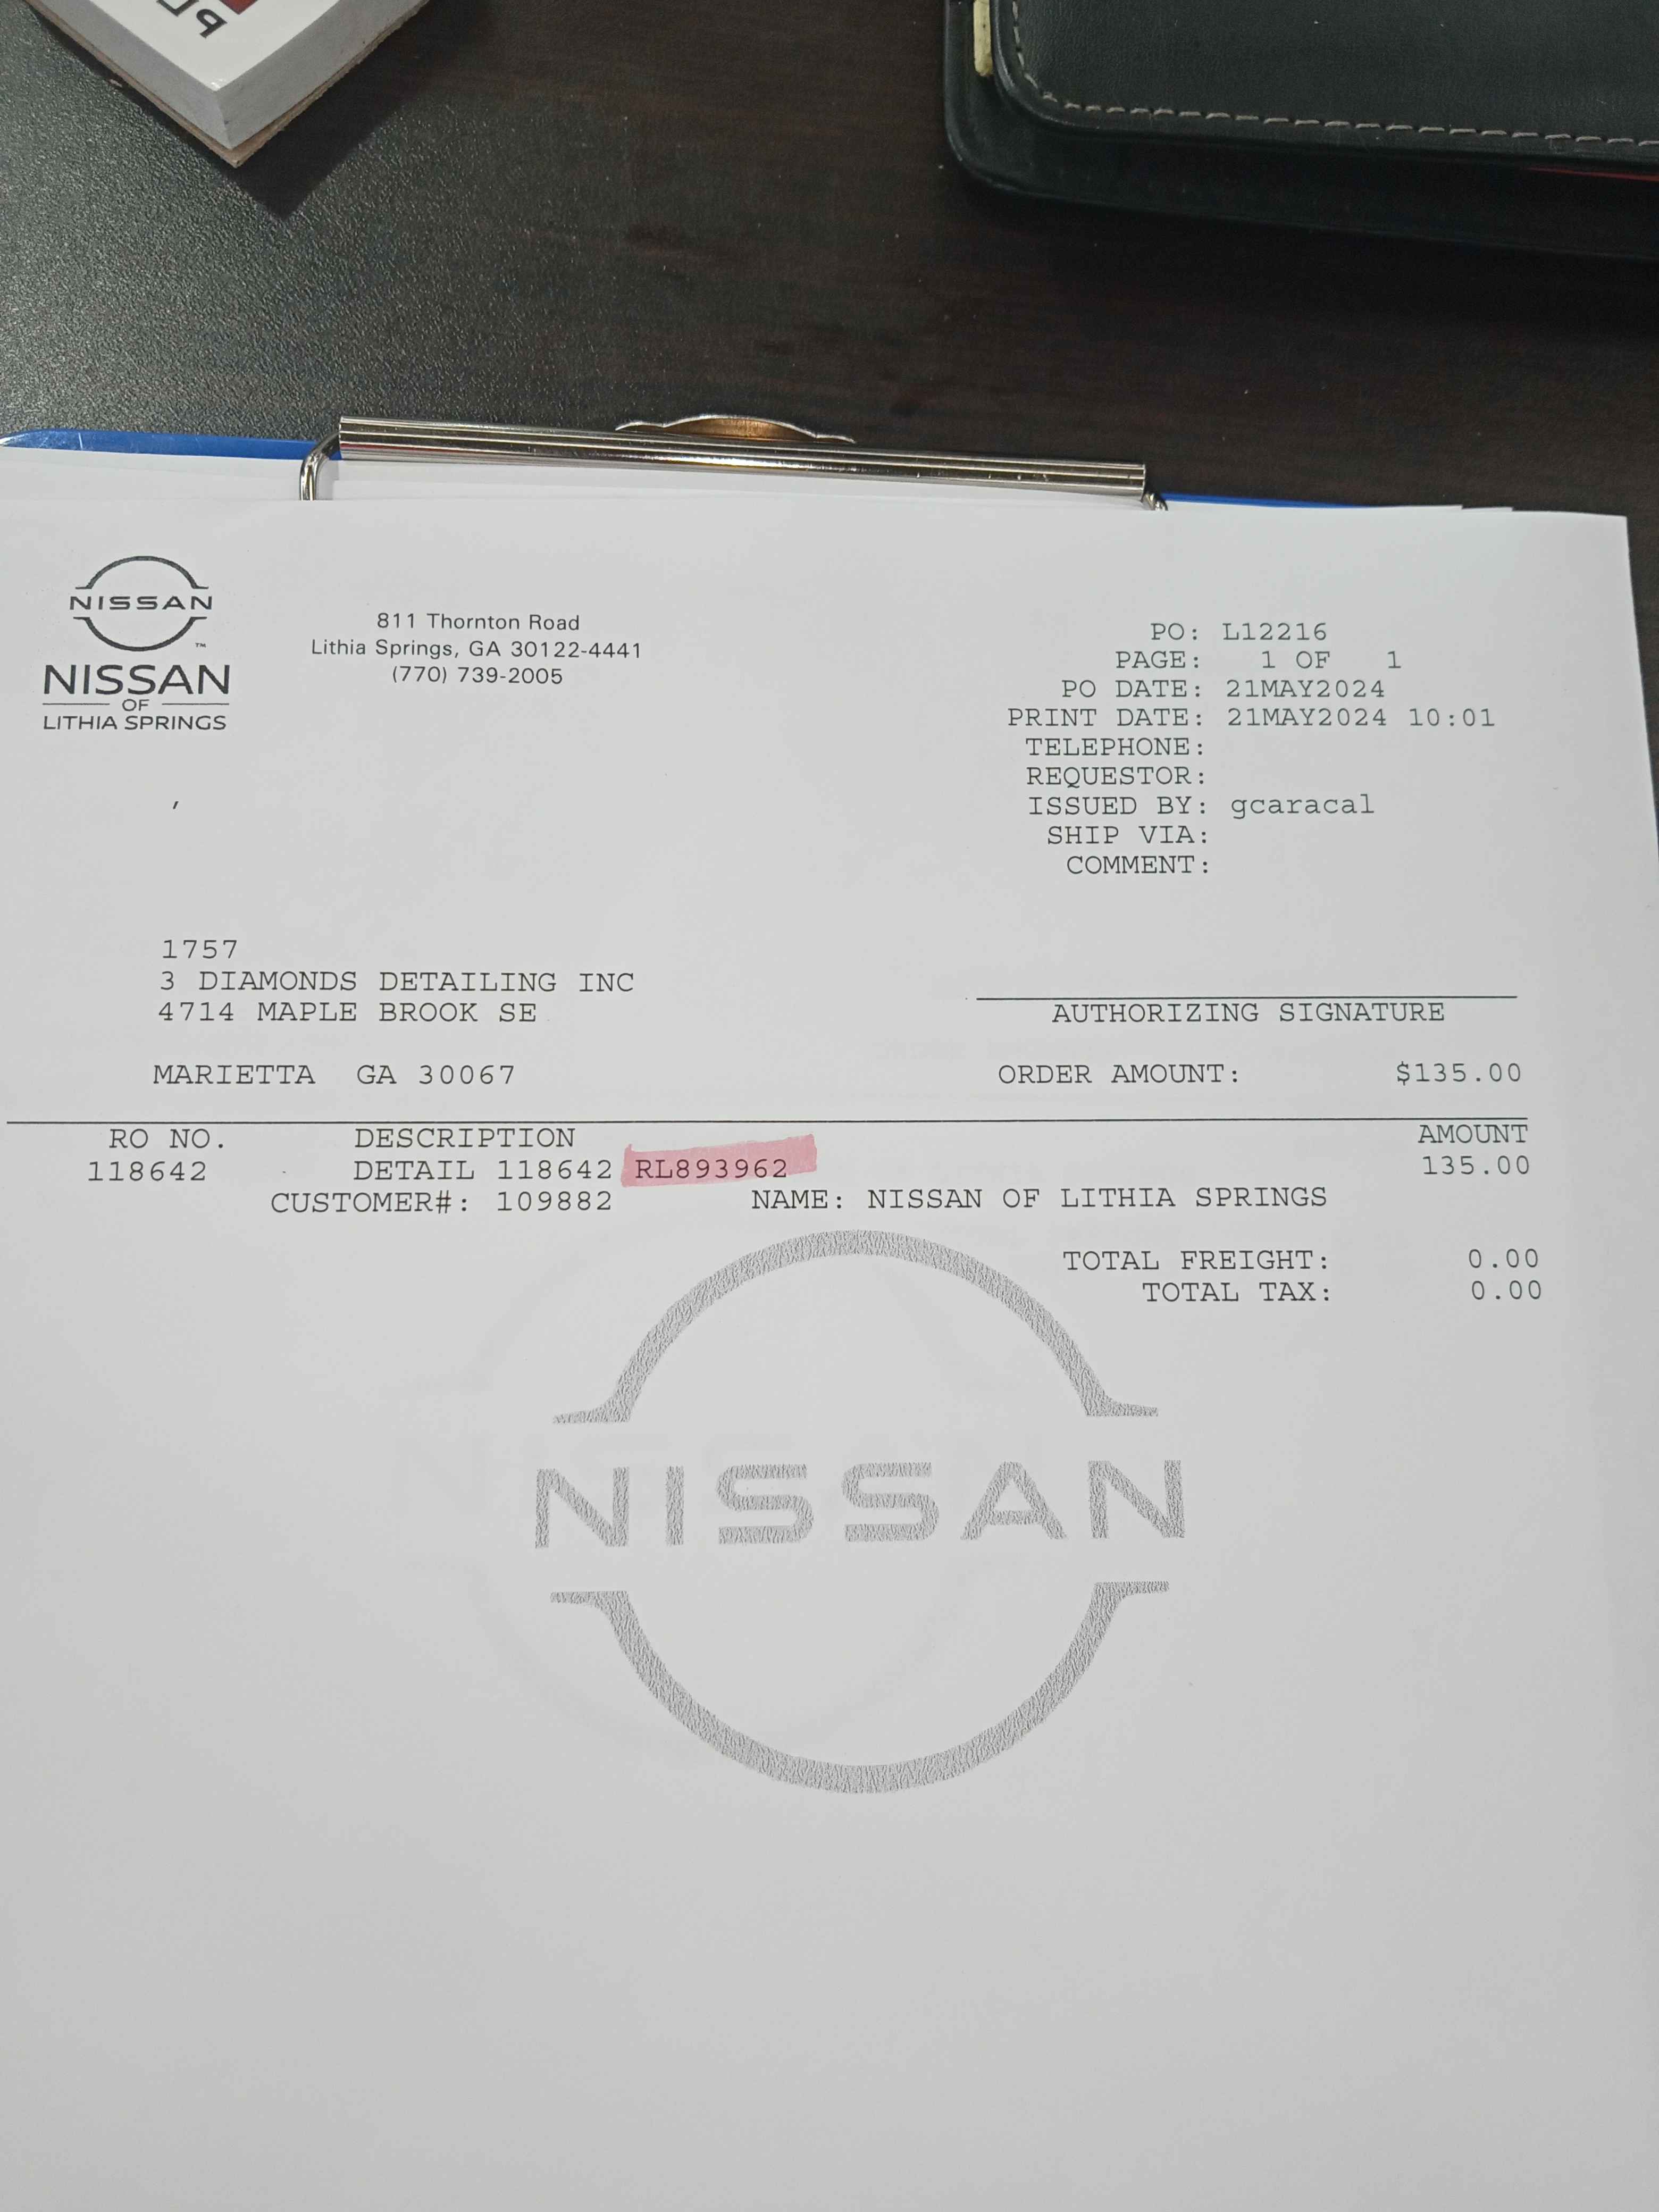 NISSAN
NISSAN
OF
LITHIA SPRINGS
811 Thornton Road
Lithia Springs, GA 30122-4441
(770) 739-2005
PO: L12216
PAGE: 1 OF 1
PO DATE: 21MAY2024
PRINT DATE: 21MAY2024 10:01
TELEPHONE:
REQUESTOR:
ISSUED BY: gcaracal
SHIP VIA:
COMMENT:
,
1757
3 DIAMONDS DETAILING INC
4714 MAPLE BROOK SE
MARIETTA GA 30067
AUTHORIZING SIGNATURE
ORDER AMOUNT: $135.00
RO NO. DESCRIPTION AMOUNT
118642 DETAIL 118642 RL893962 135.00
CUSTOMER#: 109882 NAME: NISSAN OF LITHIA SPRINGS
TOTAL FREIGHT: 0.00
TOTAL TAX: 0.00
NISSAN